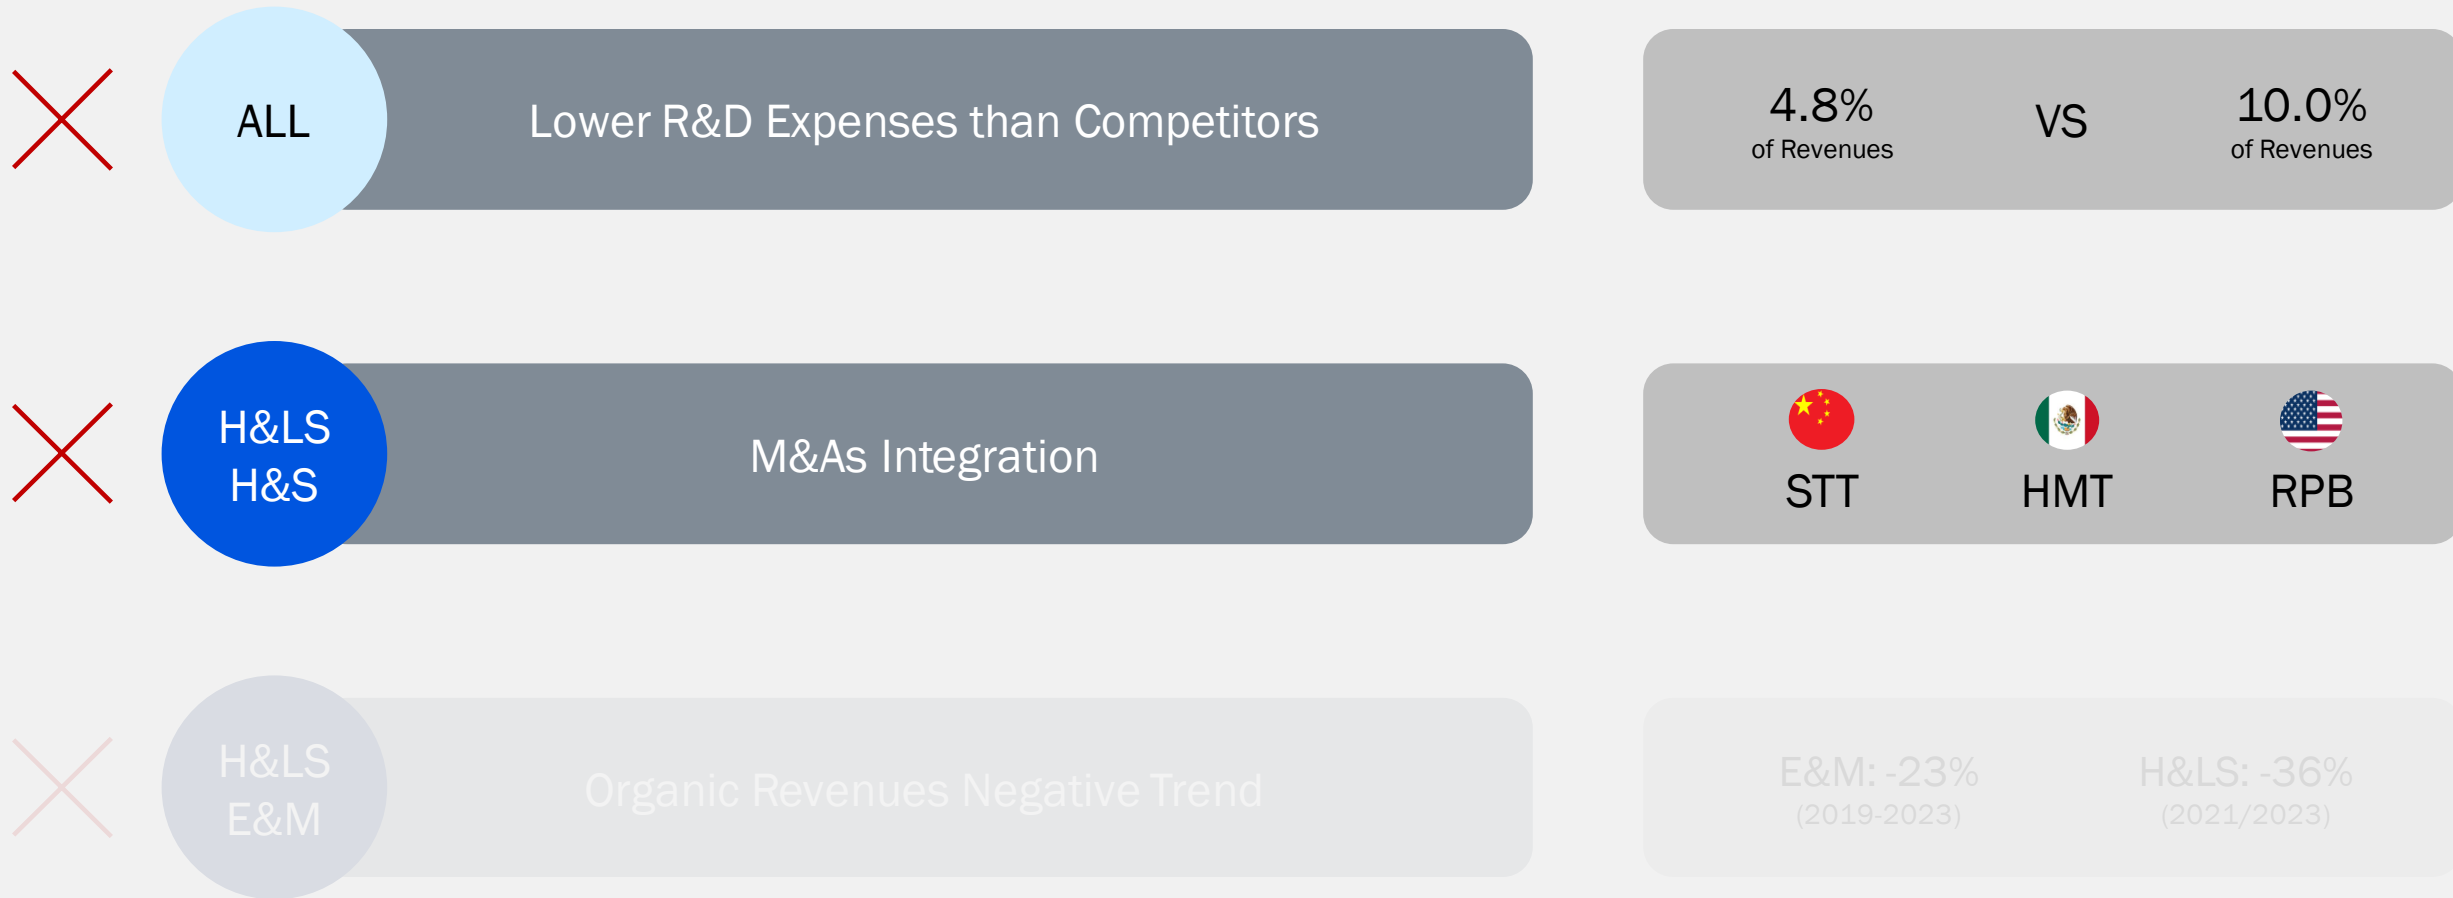 ALL
Lower R&D Expenses than Competitors
4.8%
of Revenues
VS
10.0%
of Revenues
H&LS
H&S
M&As Integration
STT
HMT
RPB
H&LS
E&M
Organic Revenues Negative Trend
E&M: -23%
(2019-2023)
H&LS: -36%
(2021/2023)